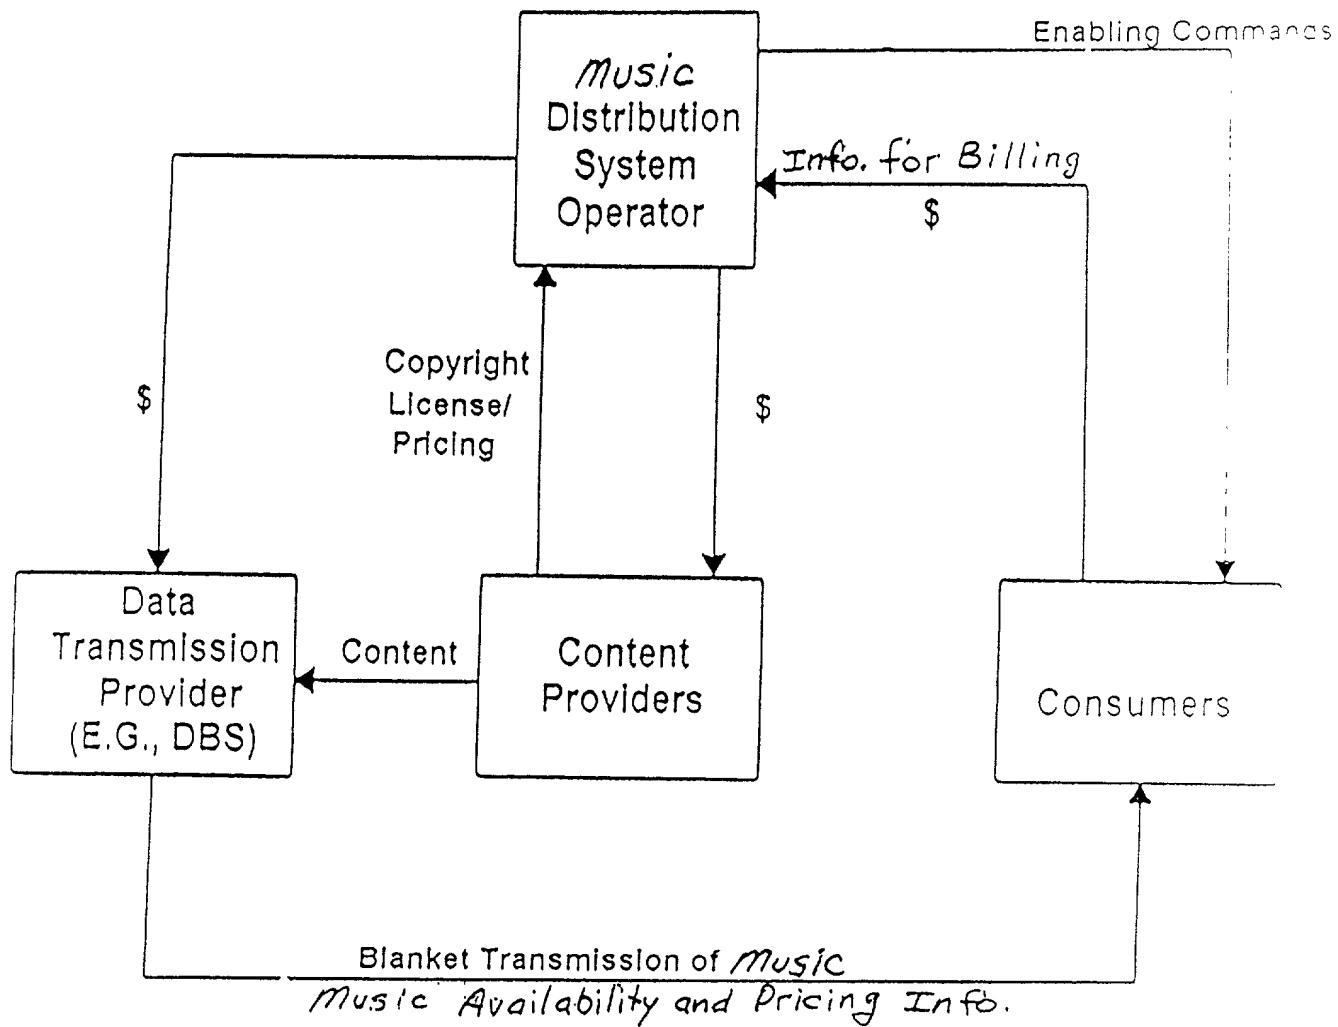 Enabling Commands
Music
Distribution
System
Operator
Info. for Billing
$
Copyright
License/
Pricing
$
$
Data
Transmission
Provider
(E.G., DBS)
Content
Content
Providers
Consumers
Blanket Transmission of Music
Music Availability and Pricing Info.